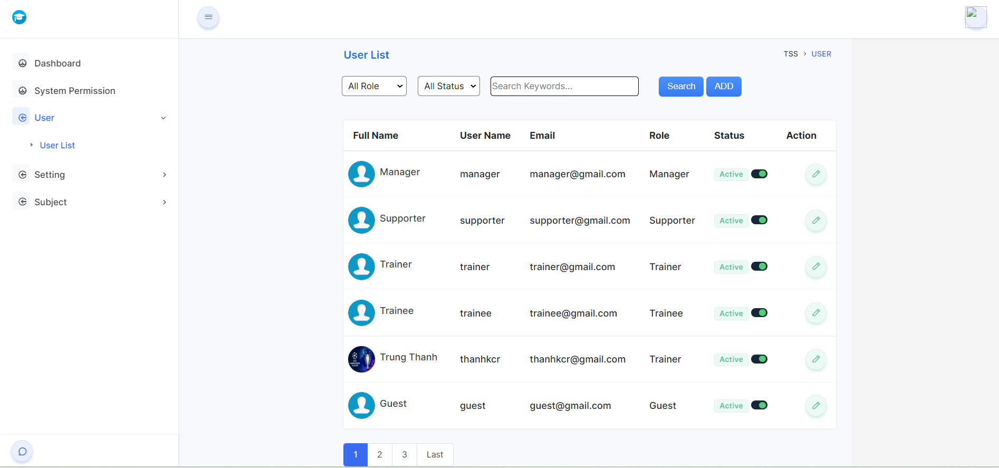 Dashboard
System Permission
User
User List
Setting
Subject
User List
TSS > USER
All Role All Status Search Keywords... Search ADD
Full Name User Name Email Role Status Action
Manager manager manager@gmail.com Manager Active
Supporter supporter supporter@gmail.com Supporter Active
Trainer trainer trainer@gmail.com Trainer Active
Trainee trainee trainee@gmail.com Trainee Active
Trung Thanh thanhkcr thanhkcr@gmail.com Trainer Active
Guest guest guest@gmail.com Guest Active
1 2 3 Last